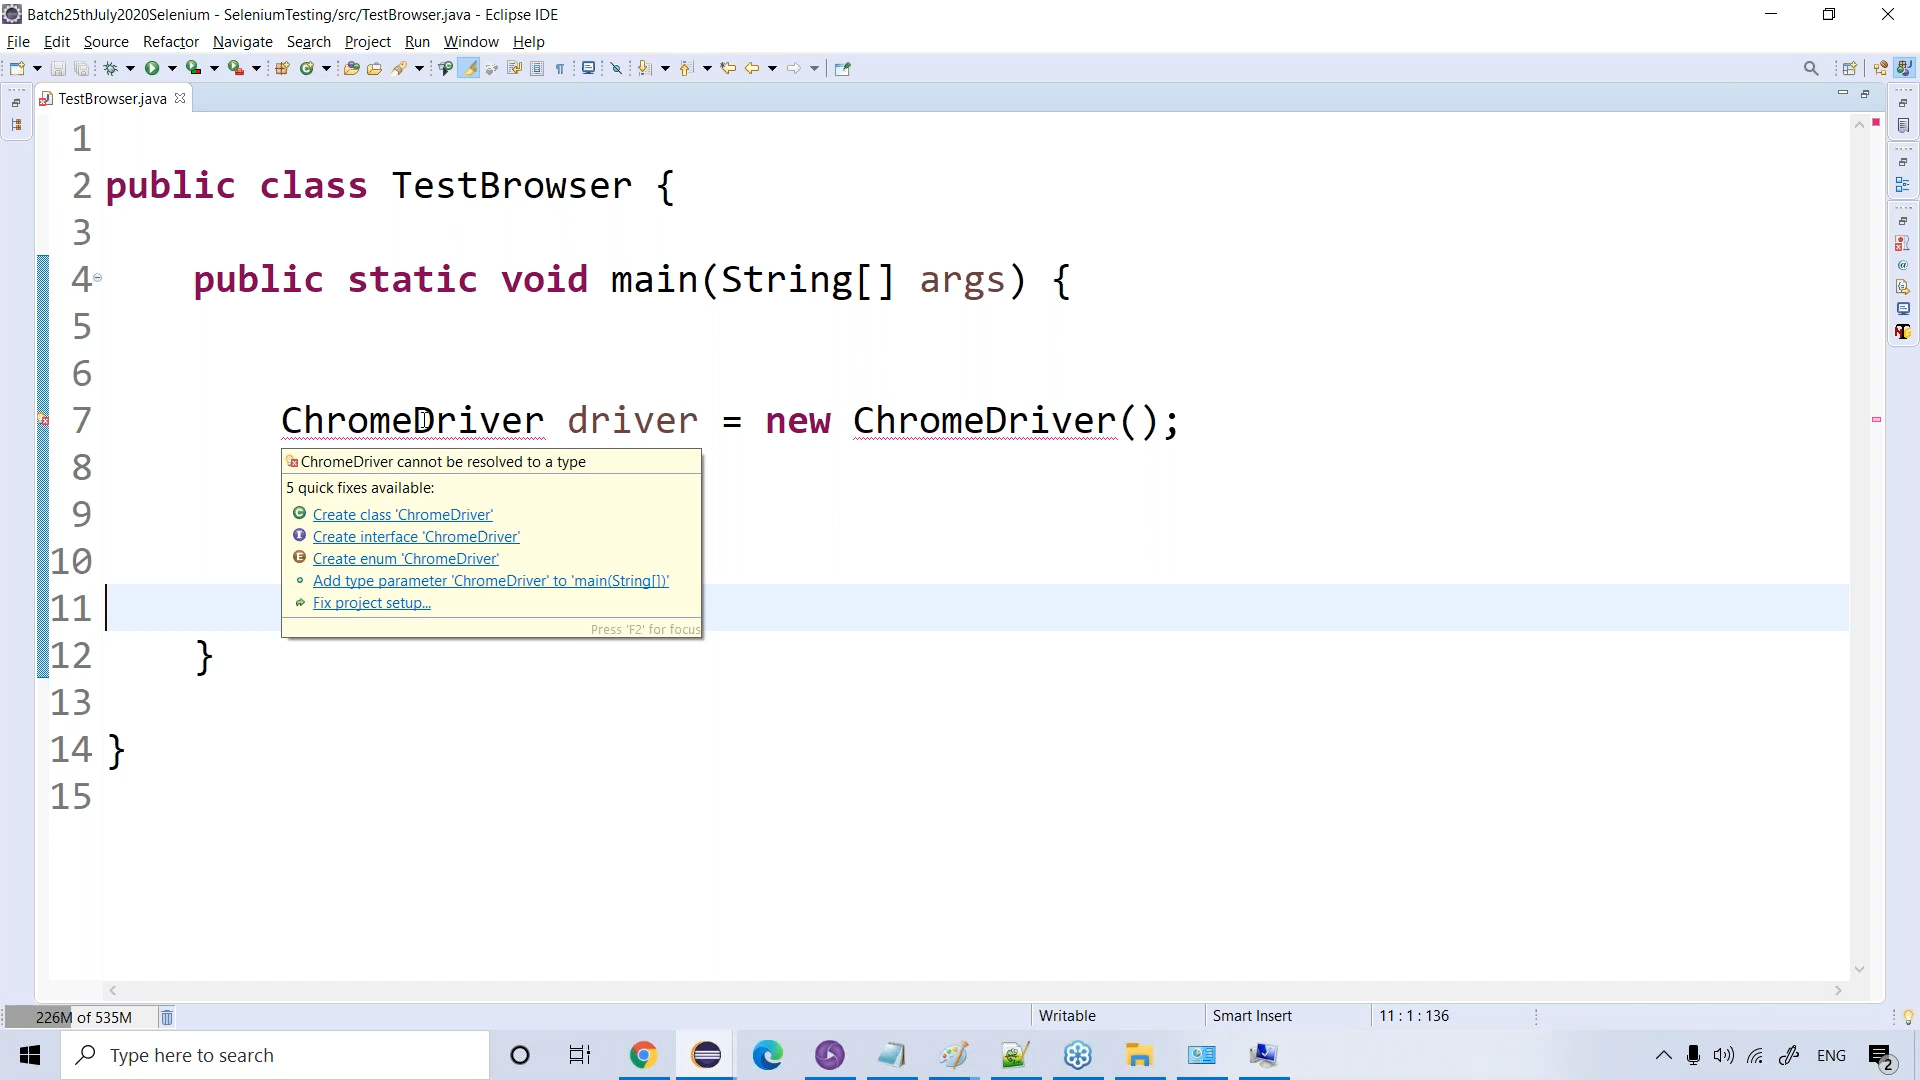 Batch25thJuly2020Selenium - SeleniumTesting/src/TestBrowser.java - Eclipse IDE
File Edit Source Refactor Navigate Search Project Run Window Help
TestBrowser.java
1
2 public class TestBrowser {
3
4 public static void main(String[] args) {
5
6
7 ChromeDriver driver = new ChromeDriver();
8
ChromeDriver cannot be resolved to a type
5 quick fixes available:
9
Create class 'ChromeDriver'
Create interface 'ChromeDriver'
10
Create enum 'ChromeDriver'
Add type parameter 'ChromeDriver' to 'main(String[])'
11
Fix project setup...
Press 'F2' for focus
12 }
13
14 }
15
226M of 535M Writable Smart Insert 11 : 1 : 136
Type here to search ENG 2